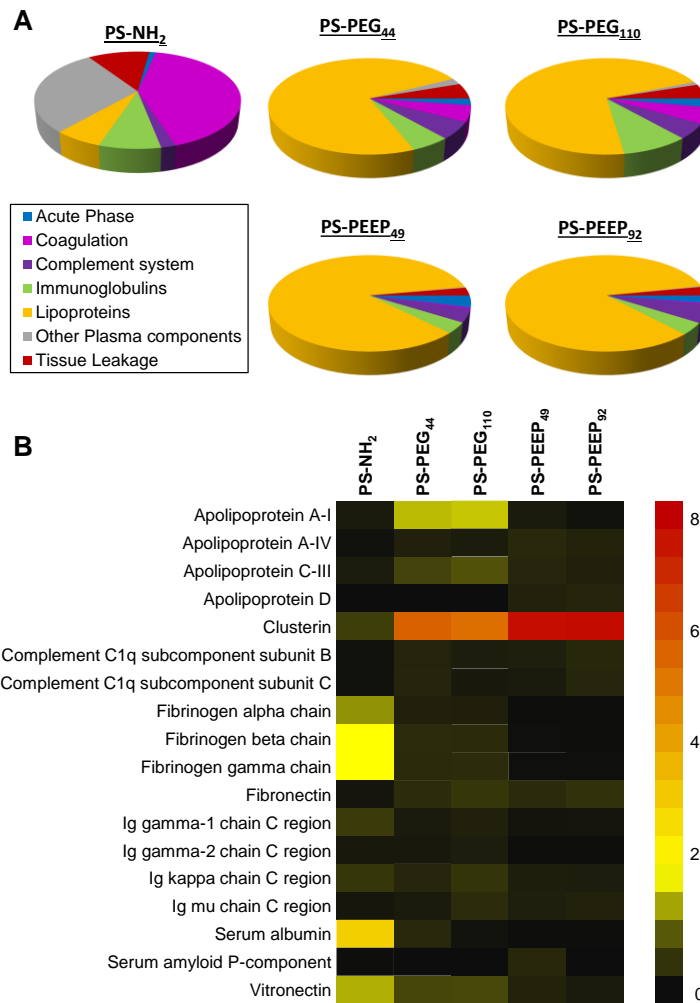 A
PS-NH2
PS-PEG44
PS-PEG110
Acute Phase
Coagulation
Complement system
Immunoglobulins
Lipoproteins
Other Plasma components
Tissue Leakage
PS-PEEP49
PS-PEEP92
B
PS-NH2
PS-PEG44
PS-PEG110
PS-PEEP49
PS-PEEP92
Apolipoprotein A-I
Apolipoprotein A-IV
Apolipoprotein C-III
Apolipoprotein D
Clusterin
Complement C1q subcomponent subunit B
Complement C1q subcomponent subunit C
Fibrinogen alpha chain
Fibrinogen beta chain
Fibrinogen gamma chain
Fibronectin
Ig gamma-1 chain C region
Ig gamma-2 chain C region
Ig kappa chain C region
Ig mu chain C region
Serum albumin
Serum amyloid P-component
Vitronectin
8
6
4
2
0